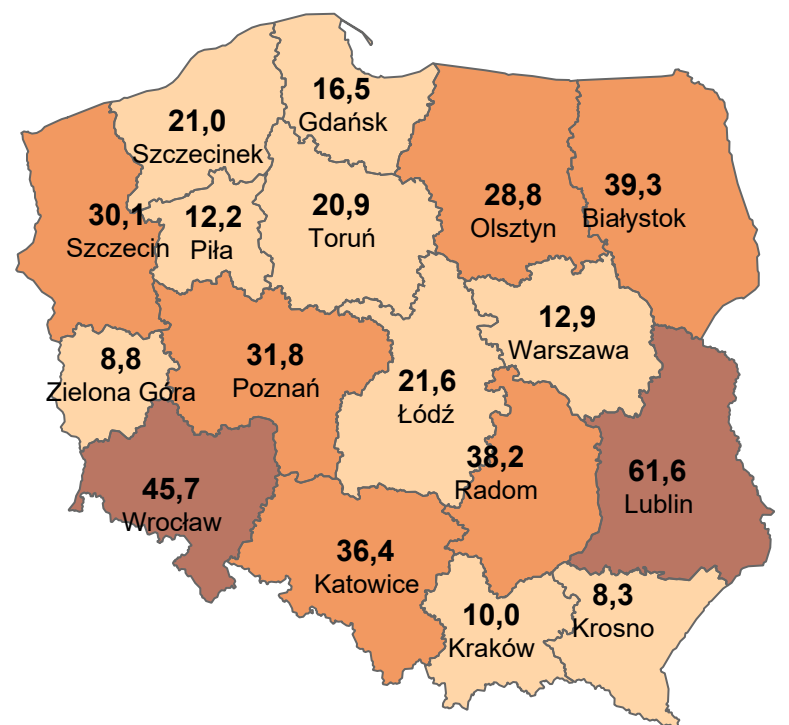 16,5
Gdańsk
21,0
Szczecinek
39,3
Białystok
28,8
Olsztyn
20,9
Toruń
30,1
Szczecin
12,2
Piła
12,9
Warszawa
8,8
Zielona Góra
31,8
Poznań
21,6
Łódź
38,2
Radom
61,6
Lublin
45,7
Wrocław
36,4
Katowice
10,0
Kraków
8,3
Krosno